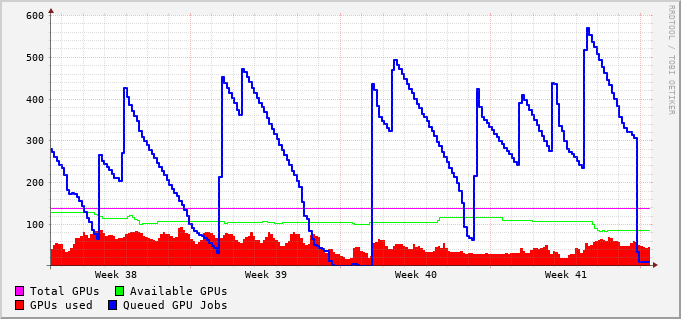 600
500
400
300
200
100
Week 38 Week 39 Week 40 Week 41
Total GPUs Available GPUs
GPUs used Queued GPU Jobs
RRDTOOL / TOBI OETIKER